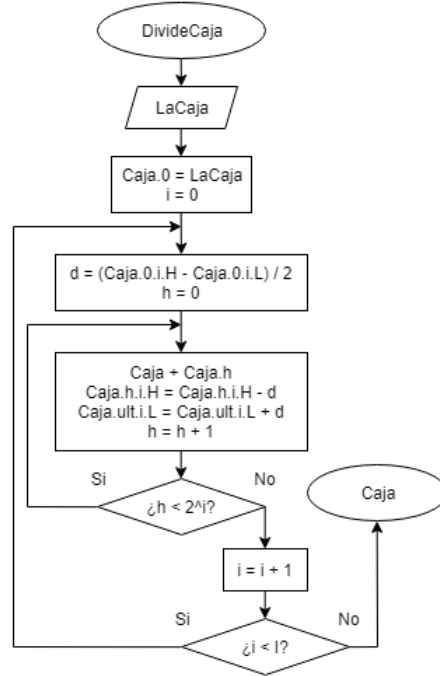 DivideCaja
LaCaja
Caja.0 = LaCaja
i = 0
d = (Caja.0.i.H - Caja.0.i.L) / 2
h = 0
Caja + Caja.h
Caja.h.i.H = Caja.h.i.H - d
Caja.ult.i.L = Caja.ult.i.L + d
h = h + 1
Si
No
¿h < 2^i?
Caja
i = i + 1
Si
No
¿i < I?